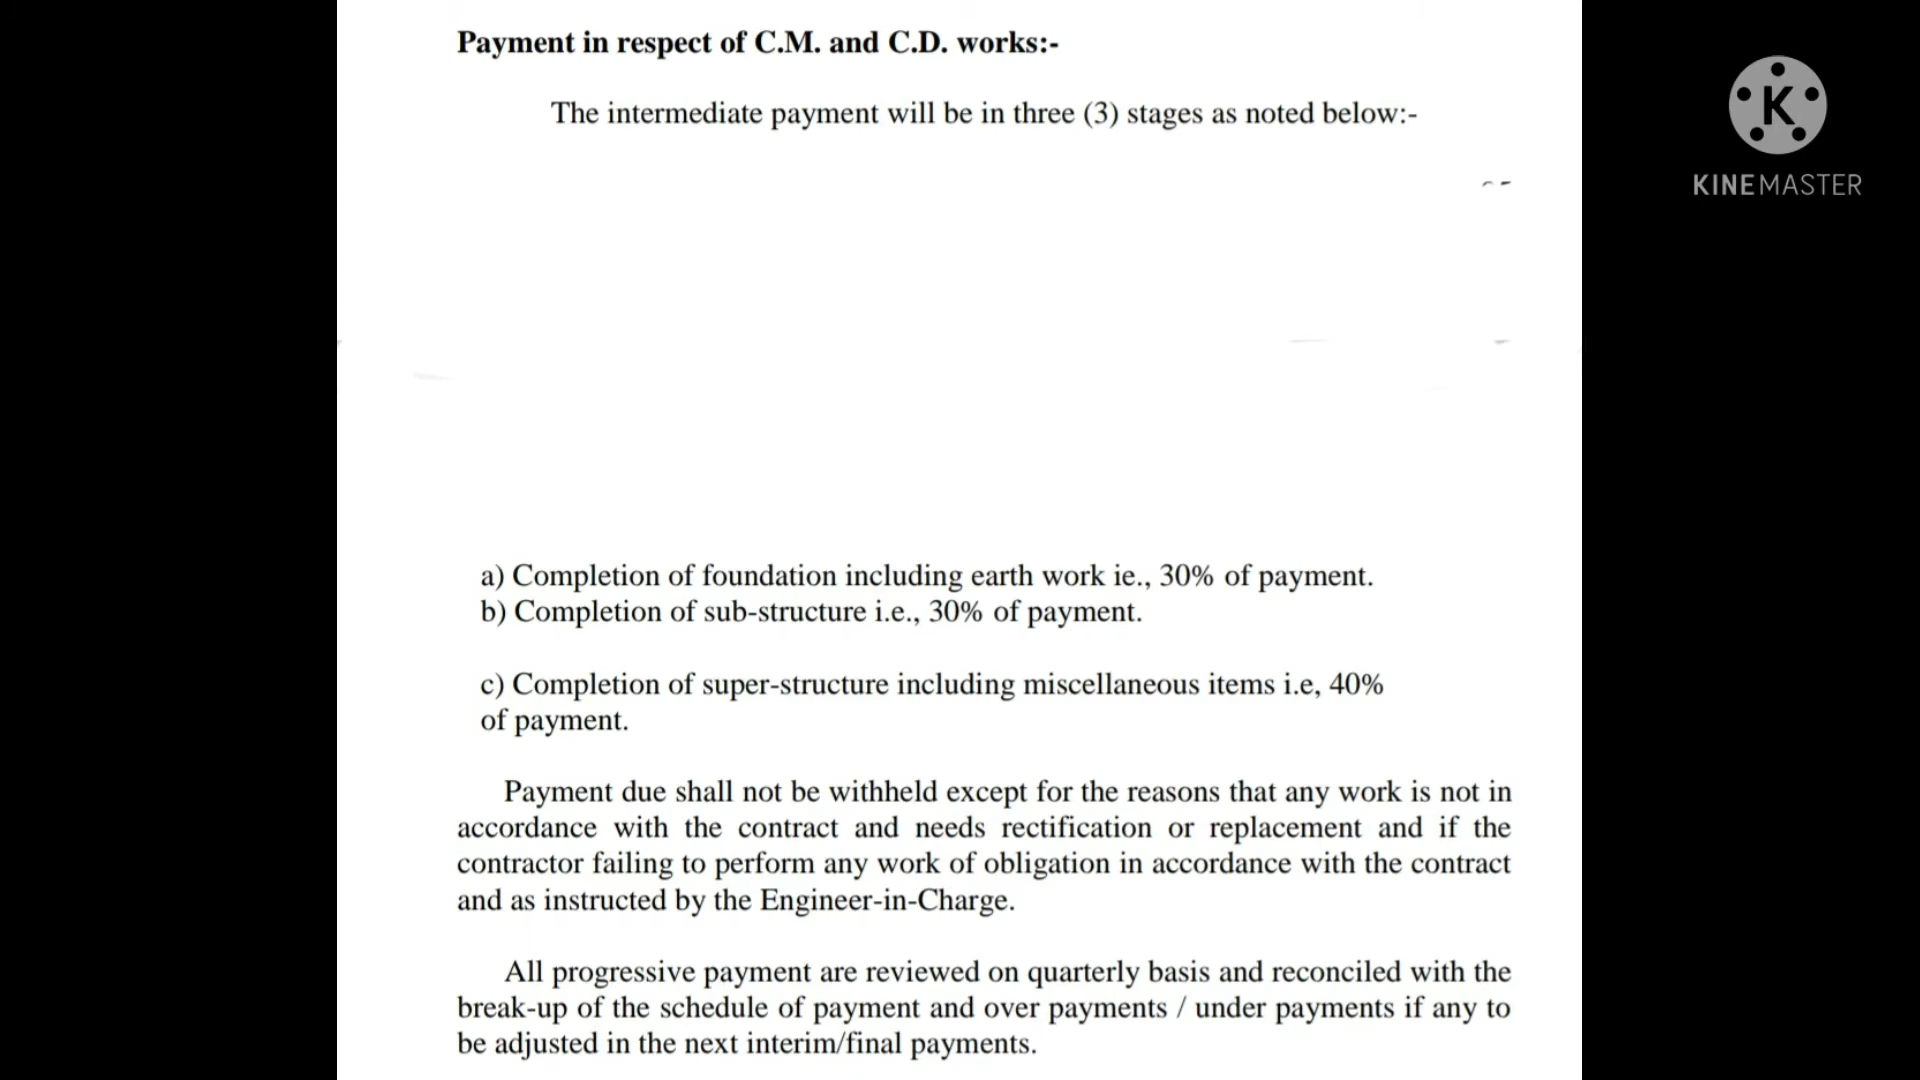 Payment in respect of C.M. and C.D. works:-
The intermediate payment will be in three (3) stages as noted below:-
K
KINEMASTER
a) Completion of foundation including earth work ie., 30% of payment.
b) Completion of sub-structure i.e., 30% of payment.
c) Completion of super-structure including miscellaneous items i.e, 40%
of payment.
Payment due shall not be withheld except for the reasons that any work is not in
accordance with the contract and needs rectification or replacement and if the
contractor failing to perform any work of obligation in accordance with the contract
and as instructed by the Engineer-in-Charge.
All progressive payment are reviewed on quarterly basis and reconciled with the
break-up of the schedule of payment and over payments / under payments if any to
be adjusted in the next interim/final payments.